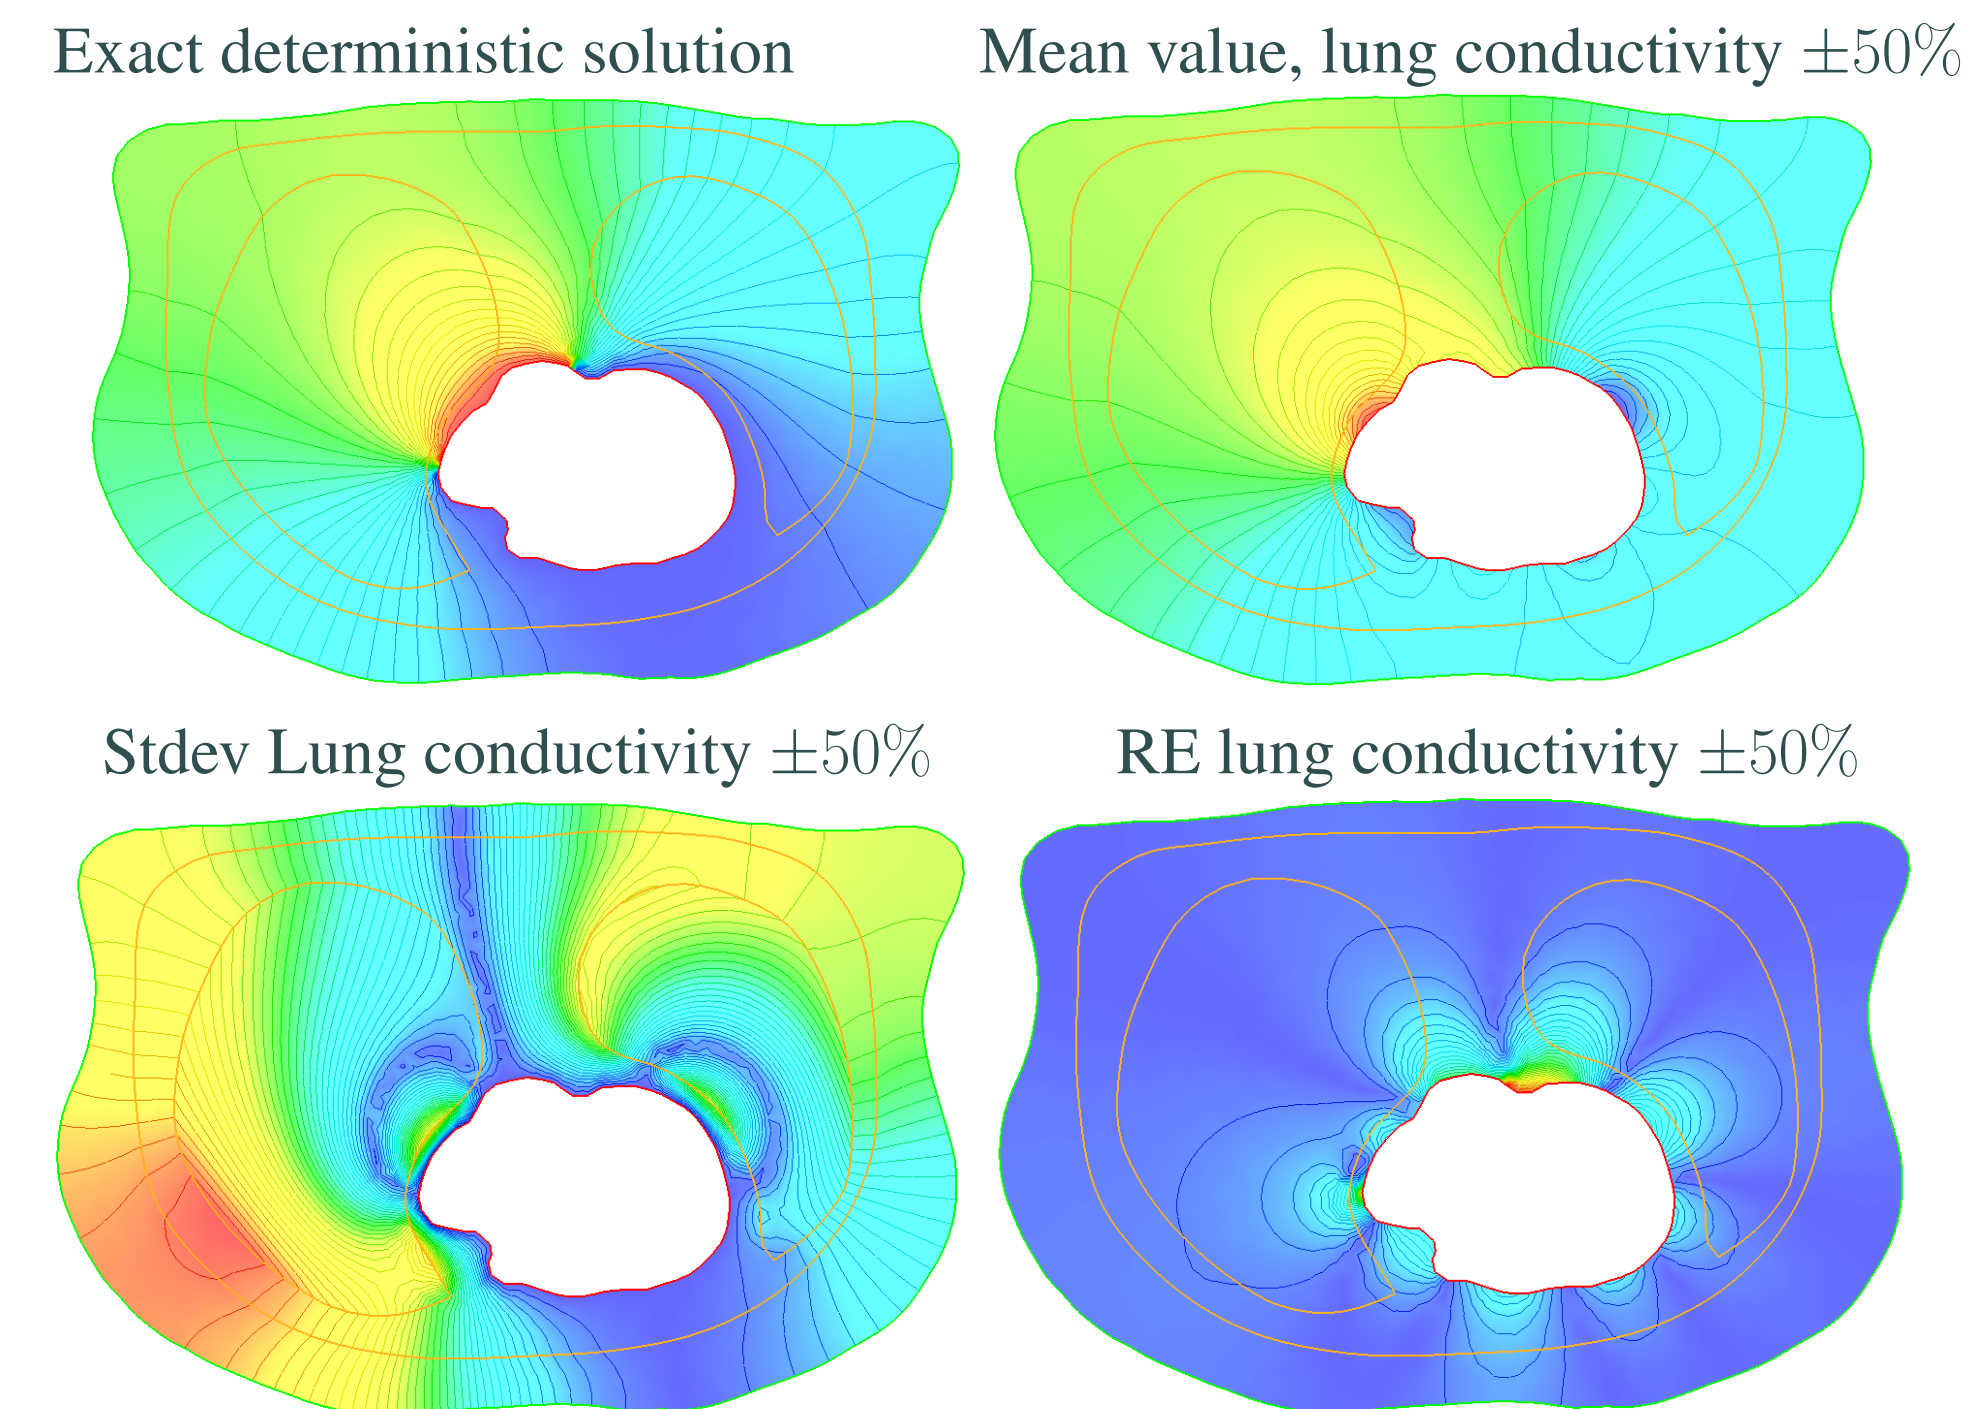 Exact deterministic solution
Mean value, lung conductivity ±50%
Stdev Lung conductivity ±50%
RE lung conductivity ±50%